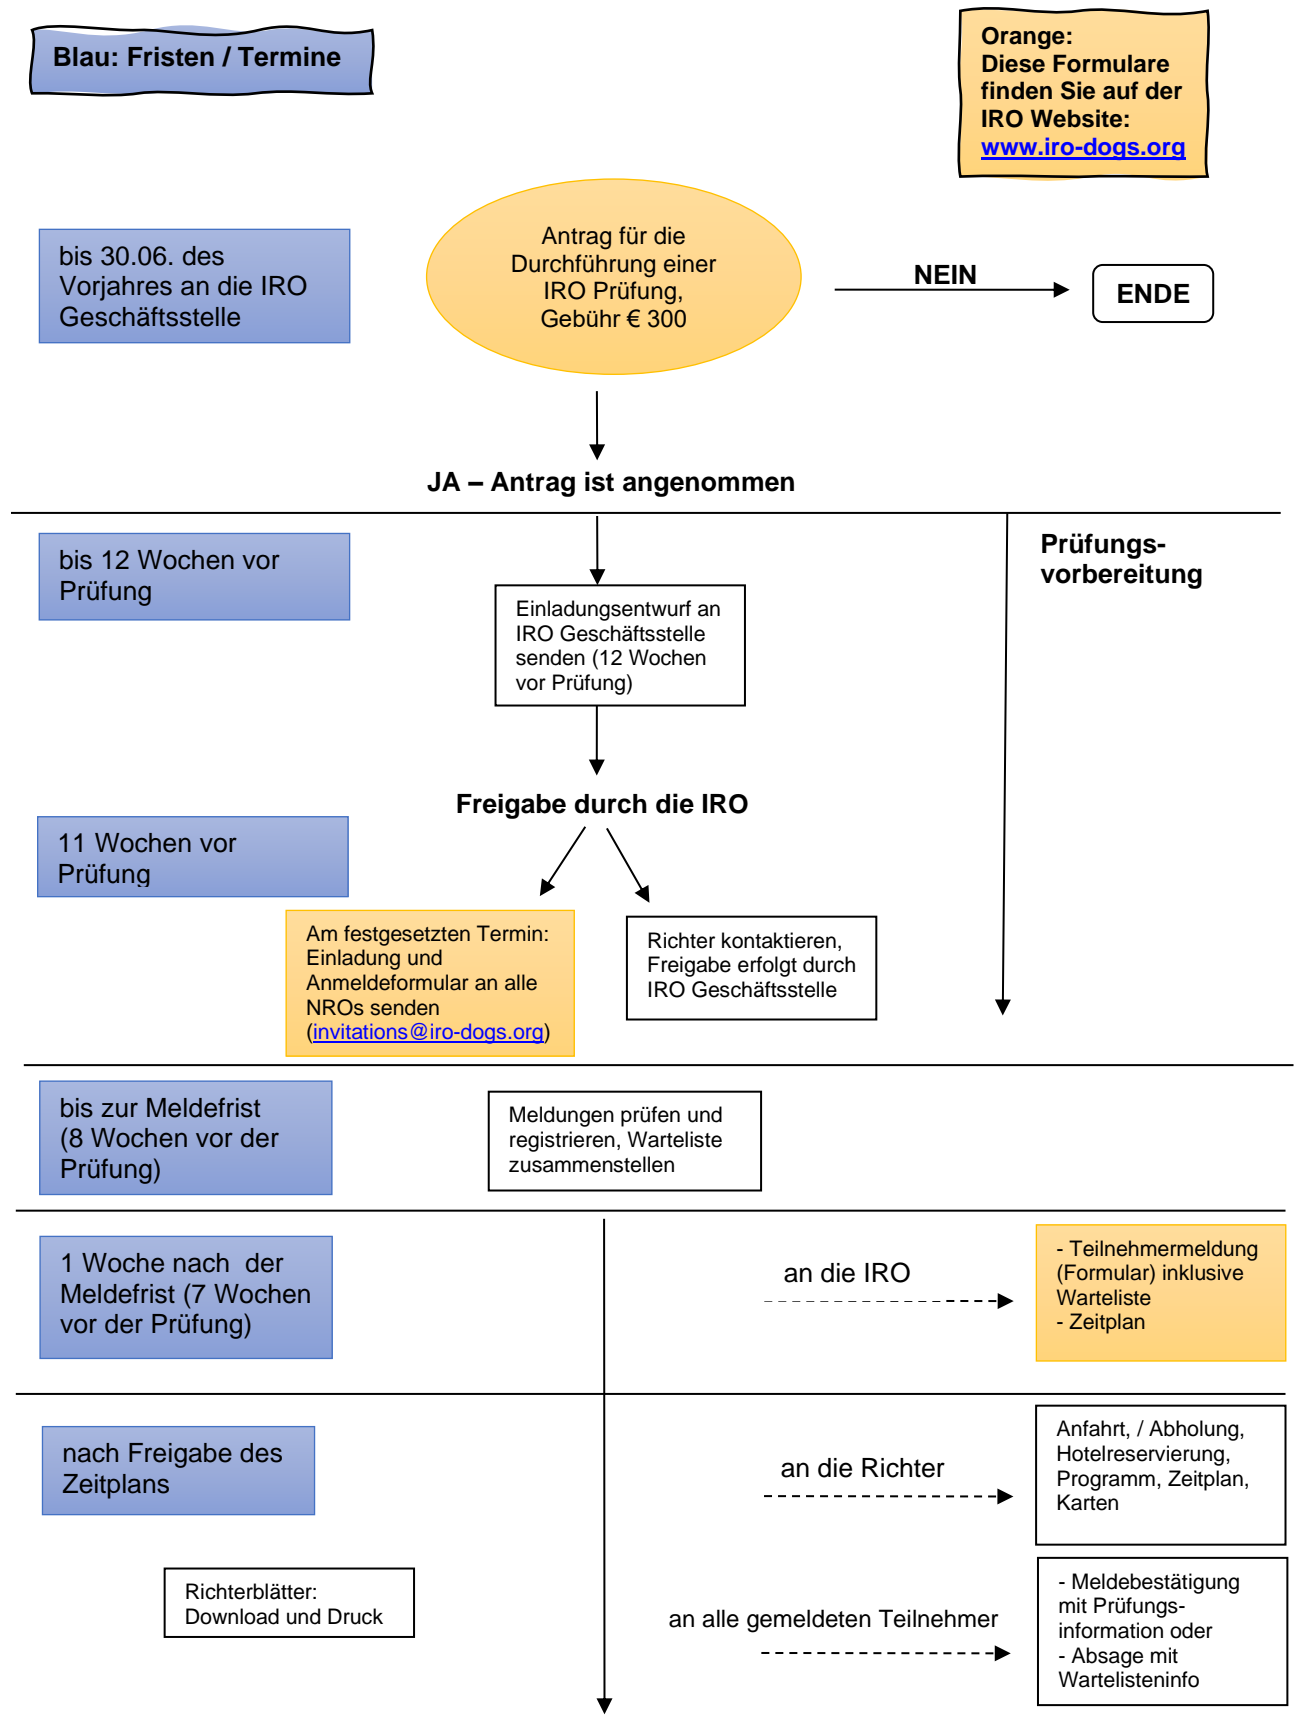 Blau: Fristen / Termine
Orange:
Diese Formulare
finden Sie auf der
IRO Website:
www.iro-dogs.org
bis 30.06. des
Vorjahres an die IRO
Geschäftsstelle
Antrag für die
Durchführung einer
IRO Prüfung,
Gebühr € 300
NEIN
ENDE
JA – Antrag ist angenommen
bis 12 Wochen vor
Prüfung
Prüfungs-
vorbereitung
Einladungsentwurf an
IRO Geschäftsstelle
senden (12 Wochen
vor Prüfung)
Freigabe durch die IRO
11 Wochen vor
Prüfung
Am festgesetzten Termin:
Einladung und
Anmeldeformular an alle
NROs senden
(invitations@iro-dogs.org)
Richter kontaktieren,
Freigabe erfolgt durch
IRO Geschäftsstelle
bis zur Meldefrist
(8 Wochen vor der
Prüfung)
Meldungen prüfen und
registrieren, Warteliste
zusammenstellen
1 Woche nach  der
Meldefrist (7 Wochen
vor der Prüfung)
an die IRO
- Teilnehmermeldung
(Formular) inklusive
Warteliste
- Zeitplan
nach Freigabe des
Zeitplans
an die Richter
Anfahrt, / Abholung,
Hotelreservierung,
Programm, Zeitplan,
Karten
Richterblätter:
Download und Druck
an alle gemeldeten Teilnehmer
- Meldebestätigung
mit Prüfungs-
information oder
- Absage mit
Wartelisteninfo